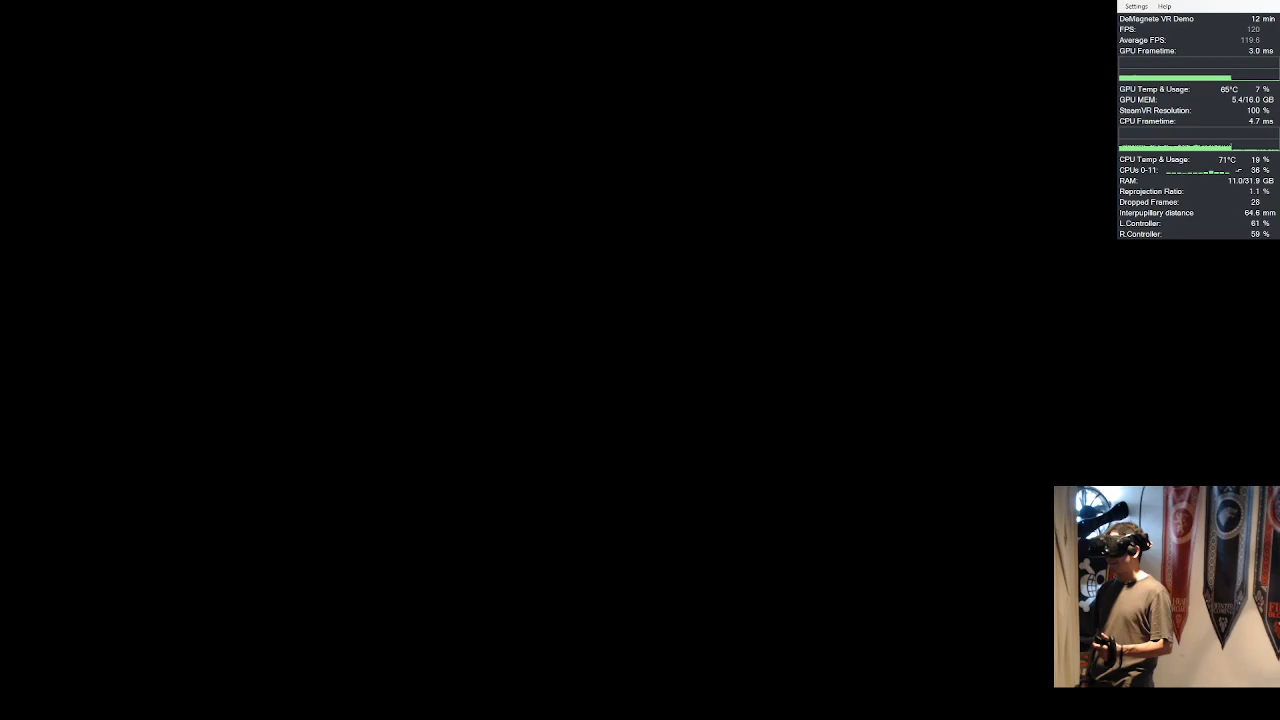 Settings Help
DeMagnete VR Demo 12 min
FPS: 120
Average FPS: 119.6
GPU Frametime: 3.0 ms
GPU Temp & Usage: 65°C 7 %
GPU MEM: 5.4/16.0 GB
SteamVR Resolution: 100 %
CPU Frametime: 4.7 ms
CPU Temp & Usage: 71°C 19 %
CPUs 0-11: 36 %
RAM: 11.0/31.9 GB
Reprojection Ratio: 1.1 %
Dropped Frames: 28
Interpupillary distance 64.6 mm
L.Controller: 61 %
R.Controller: 59 %